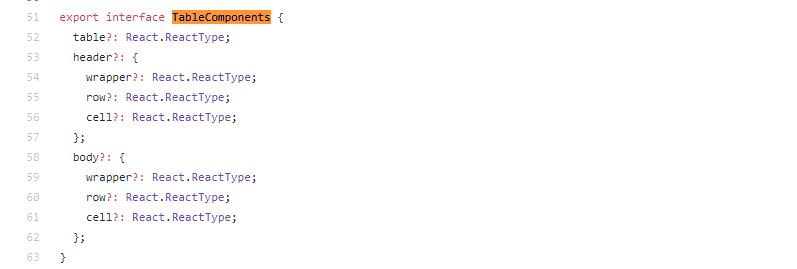 51 export interface TableComponents {
52 table?: React.ReactType;
53 header?: {
54 wrapper?: React.ReactType;
55 row?: React.ReactType;
56 cell?: React.ReactType;
57 };
58 body?: {
59 wrapper?: React.ReactType;
60 row?: React.ReactType;
61 cell?: React.ReactType;
62 };
63 }